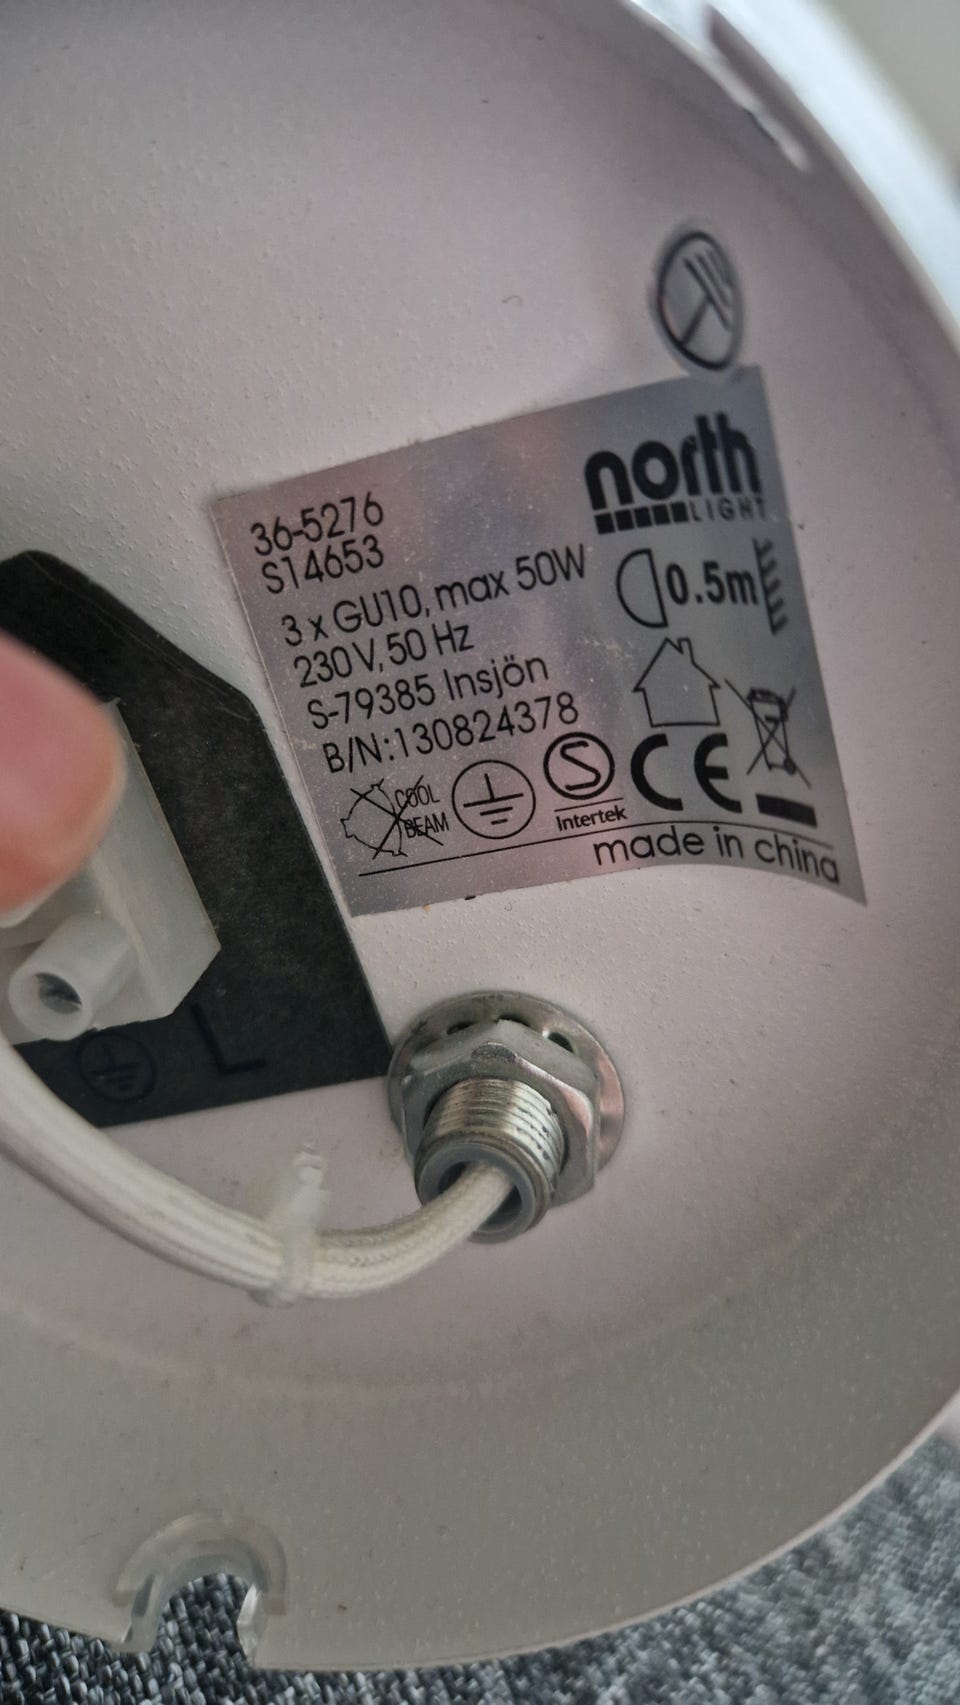 north
LIGHT
36-5276
S14653
3 x GU10, max 50W
230V, 50 Hz
S-79385 Insjön
B/N:130824378
0.5m
COOL
BEAM
S
Intertek
CE
made in china
L